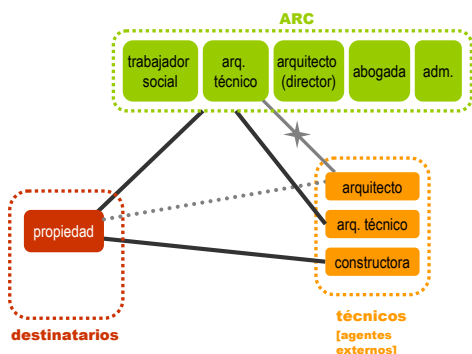 ARC
trabajador
social
arq.
técnico
arquitecto
(director)
abogada
adm.
arquitecto
arq. técnico
constructora
propiedad
destinatarios
técnicos
[agentes
externos]